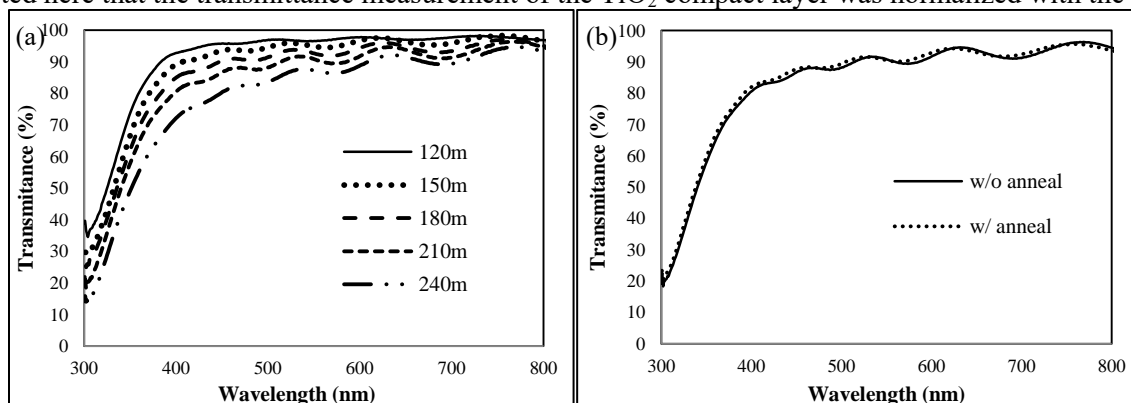 ted here that the transmittance measurement of the TiO₂ compact layer was normalized with the
(a)
100
90
80
70
60
50
40
30
20
10
0
Transmitance (%)
120m
150m
180m
210m
240m
300 400 500 600 700 800
Wavelength (nm)
(b)
100
90
80
70
60
50
40
30
20
10
0
Transmitance (%)
w/o anneal
w/ anneal
300 400 500 600 700 800
Wavelength (nm)